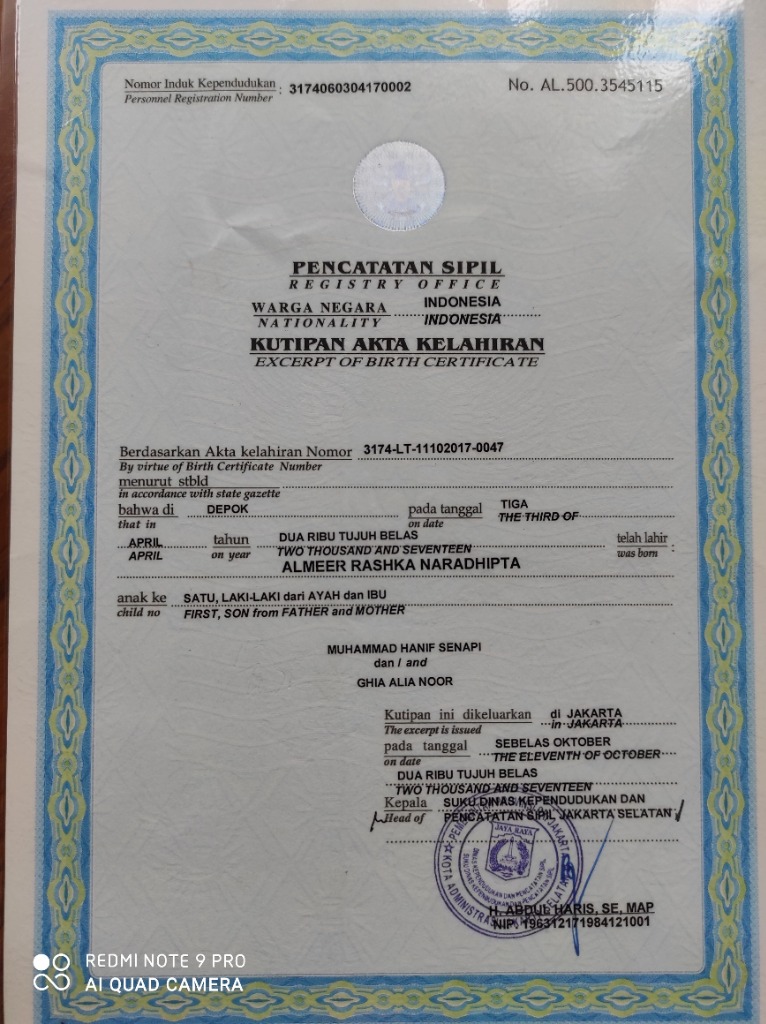 Nomor Induk Kependudukan : 3174060304170002
Personnel Registration Number
No. AL.500.3545115
PENCATATAN SIPIL
REGISTRY OFFICE
WARGA NEGARA INDONESIA
NATIONALITY INDONESIA
KUTIPAN AKTA KELAHIRAN
EXCERPT OF BIRTH CERTIFICATE
Berdasarkan Akta kelahiran Nomor 3174-LT-11102017-0047
By virtue of Birth Certificate Number
menurut stbld
in accordance with state gazette
bahwa di DEPOK pada tanggal TIGA
that in on date THE THIRD OF
APRIL tahun DUA RIBU TUJUH BELAS telah lahir :
APRIL on year TWO THOUSAND AND SEVENTEEN was born
ALMEER RASHKA NARADHIPTA
anak ke SATU, LAKI-LAKI dari AYAH dan IBU
child no FIRST, SON from FATHER and MOTHER
MUHAMMAD HANIF SENAPI
dan / and
GHIA ALIA NOOR
Kutipan ini dikeluarkan di JAKARTA
The excerpt is issued in JAKARTA
pada tanggal SEBELAS OKTOBER
on date THE ELEVENTH OF OCTOBER
DUA RIBU TUJUH BELAS
TWO THOUSAND AND SEVENTEEN
Kepala SUKU DINAS KEPENDUDUKAN DAN
Head of PENCATATAN SIPIL JAKARTA SELATAN
JAYA RAYA
KOTA ADMINISTRASI JAKARTA SELATAN
H. ABDUL HARIS, SE, MAP
NIP. 196312171984121001
REDMI NOTE 9 PRO
AI QUAD CAMERA